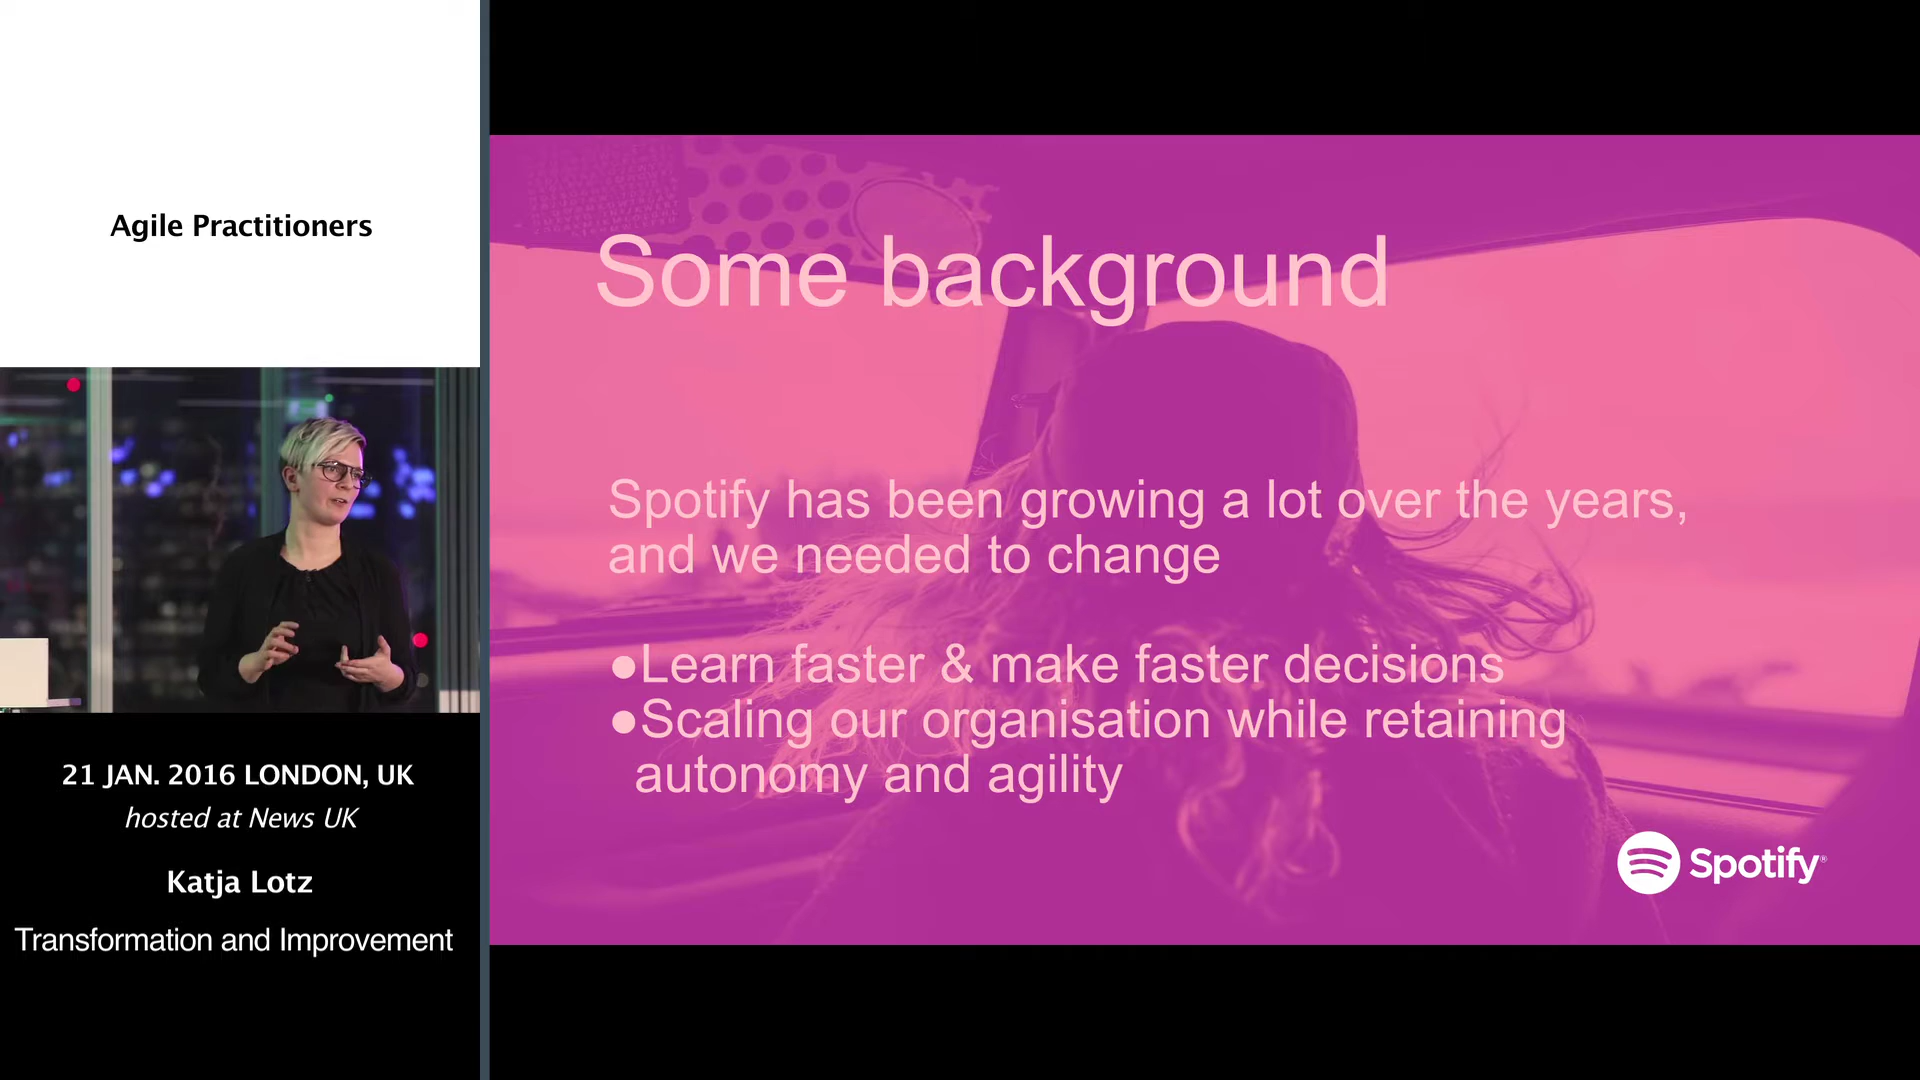 Agile Practitioners
21 JAN. 2016 LONDON, UK
hosted at News UK
Katja Lotz
Transformation and Improvement
Some background
Spotify has been growing a lot over the years,
and we needed to change
●Learn faster & make faster decisions
●Scaling our organisation while retaining
autonomy and agility
Spotify®